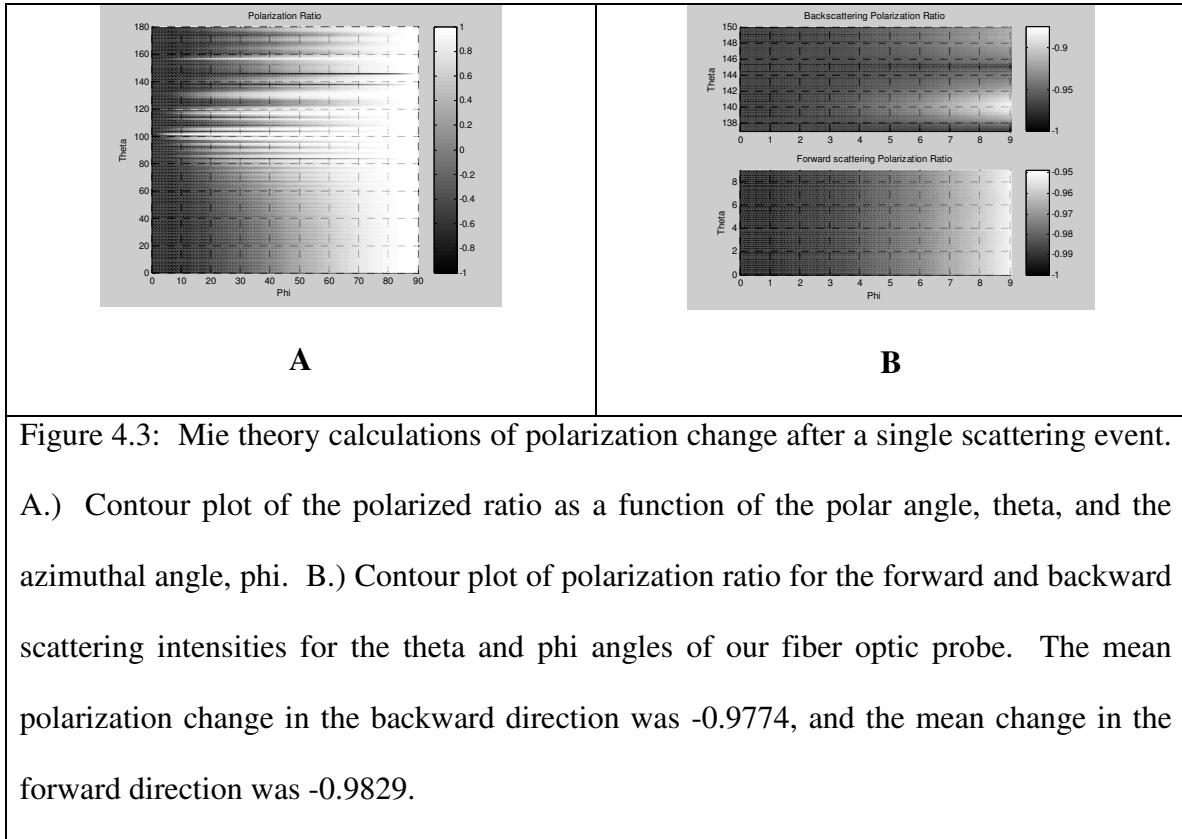 Polarization Ratio
180
160
140
120
100
80
60
40
20
0
Theta
0 10 20 30 40 50 60 70 80 90
Phi
1
0.8
0.6
0.4
0.2
0
-0.2
-0.4
-0.6
-0.8
-1
A
Backscattering Polarization Ratio
150
148
146
144
142
140
138
Theta
0 1 2 3 4 5 6 7 8 9
-0.9
-0.95
-1
Forward scattering Polarization Ratio
8
6
4
2
0
Theta
0 1 2 3 4 5 6 7 8 9
Phi
-0.95
-0.96
-0.97
-0.98
-0.99
-1
B
Figure 4.3: Mie theory calculations of polarization change after a single scattering event.
A.) Contour plot of the polarized ratio as a function of the polar angle, theta, and the
azimuthal angle, phi. B.) Contour plot of polarization ratio for the forward and backward
scattering intensities for the theta and phi angles of our fiber optic probe. The mean
polarization change in the backward direction was -0.9774, and the mean change in the
forward direction was -0.9829.